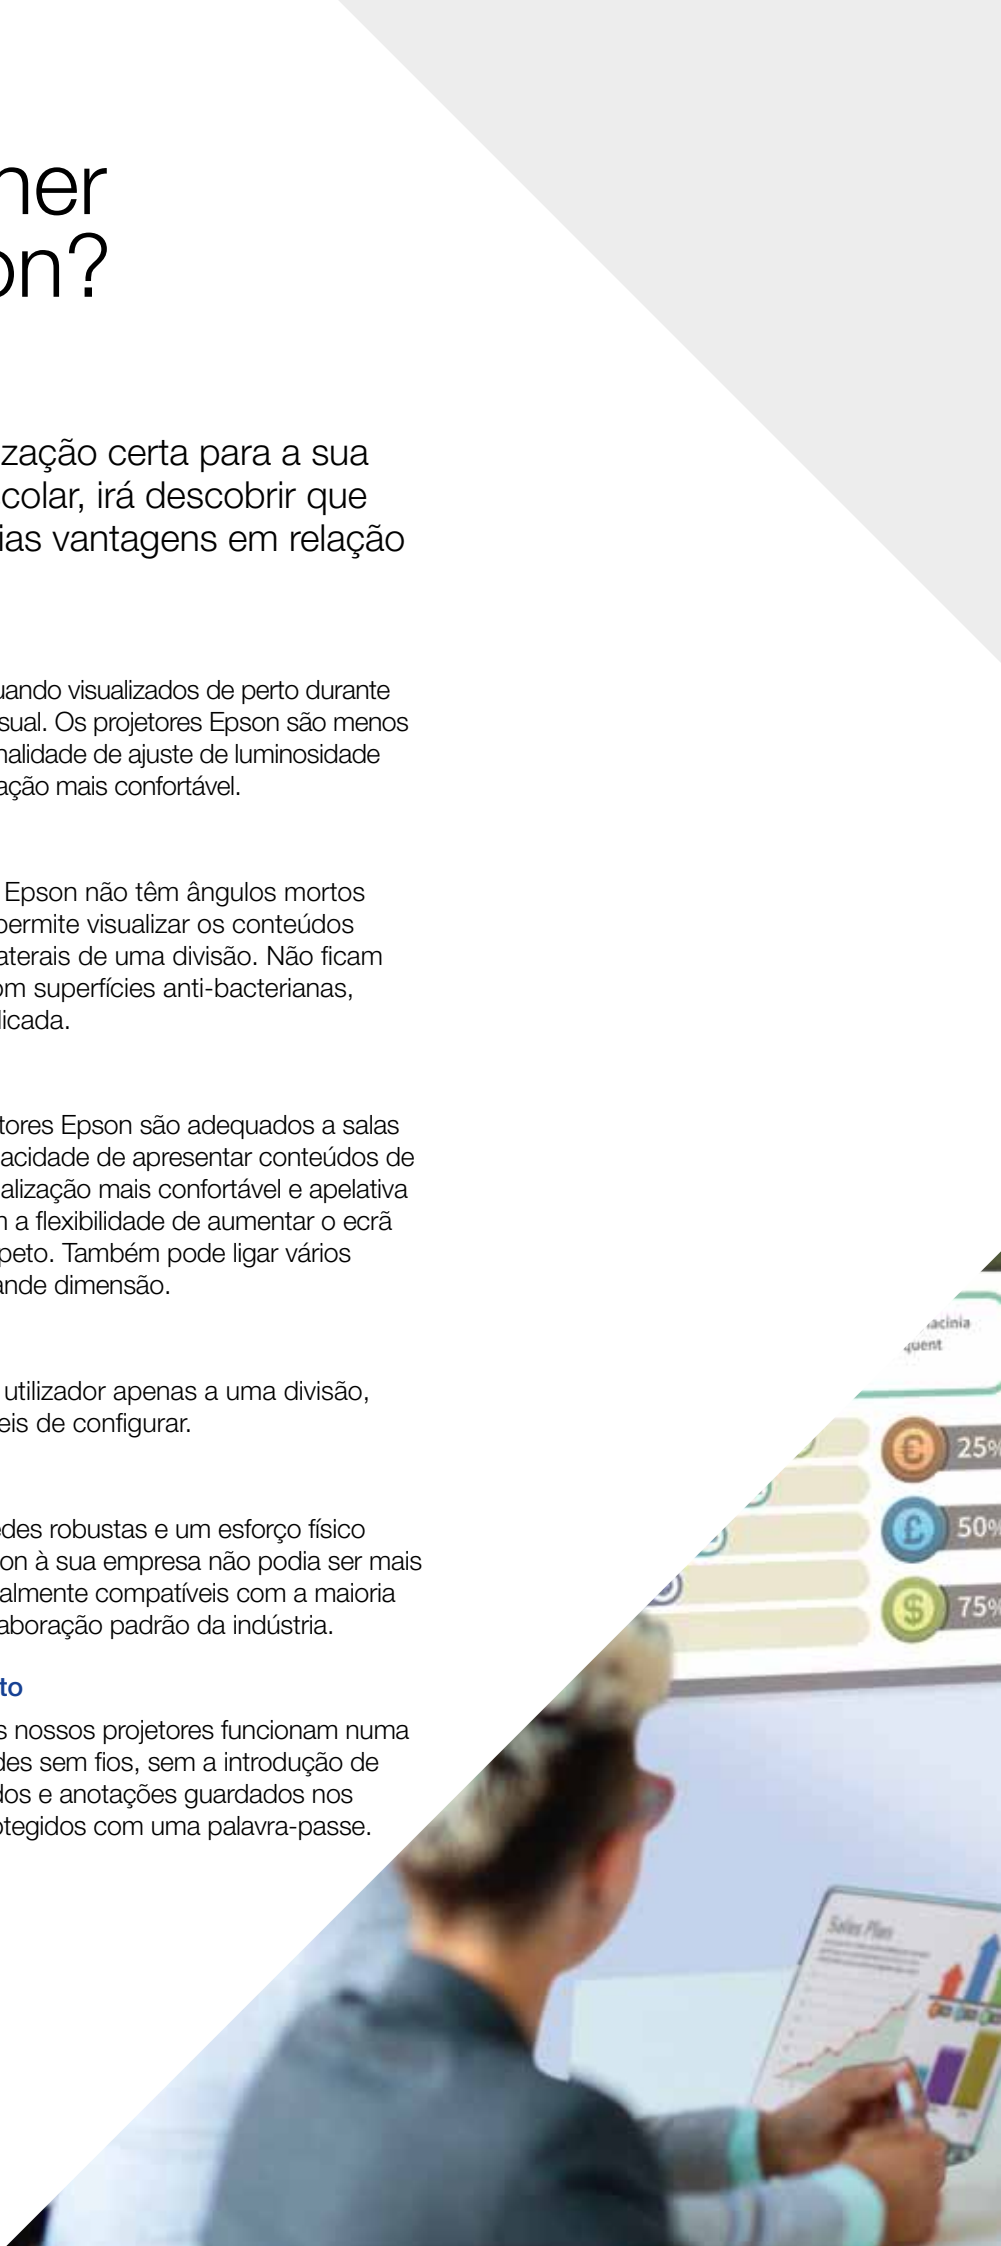 her
on?
zação certa para a sua
colar, irá descobrir que
ias vantagens em relação
uando visualizados de perto durante
sual. Os projetores Epson são menos
nalidade de ajuste de luminosidade
ação mais confortável.
Epson não têm ângulos mortos
permite visualizar os conteúdos
aterais de uma divisão. Não ficam
om superfícies anti-bacterianas,
licada.
tores Epson são adequados a salas
acidade de apresentar conteúdos de
alização mais confortável e apelativa
n a flexibilidade de aumentar o ecrã
peto. Também pode ligar vários
ande dimensão.
utilizador apenas a uma divisão,
eis de configurar.
edes robustas e um esforço físico
on à sua empresa não podia ser mais
almente compatíveis com a maioria
aboração padrão da indústria.
to
s nossos projetores funcionam numa
des sem fios, sem a introdução de
dos e anotações guardados nos
otegidos com uma palavra-passe.
lacinia
quent
€ 25%
£ 50%
$ 75%
Sales Plan